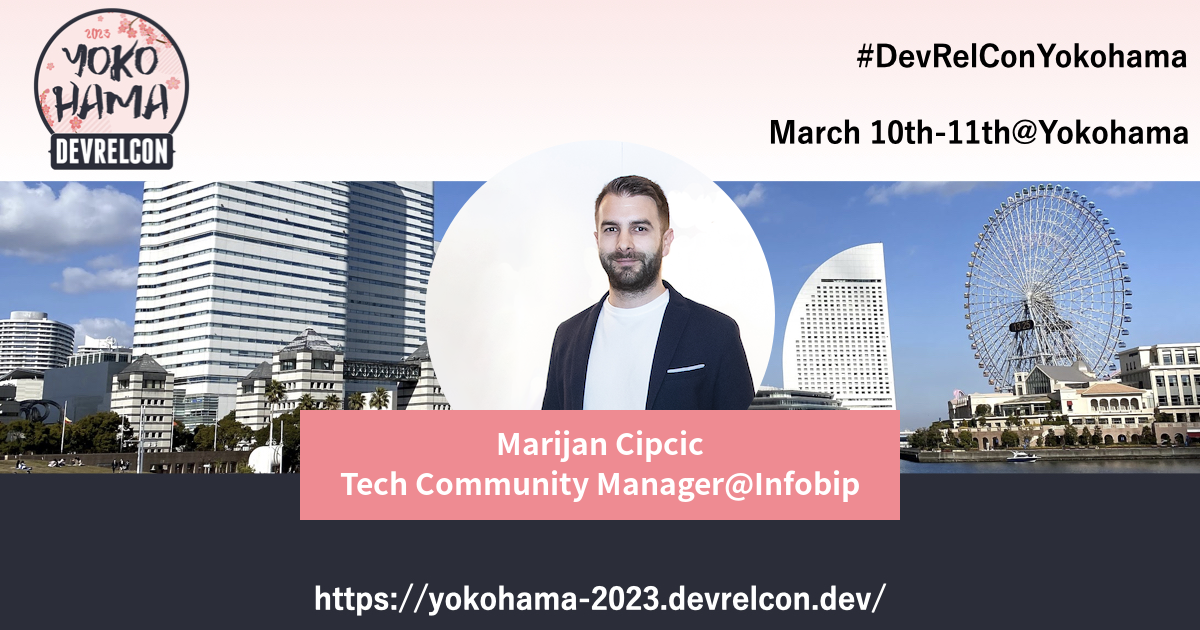 2023
YOKO
HAMA
DEVRELCON
#DevRelConYokohama
March 10th-11th@Yokohama
Marijan Cipcic
Tech Community Manager@Infobip
https://yokohama-2023.devrelcon.dev/